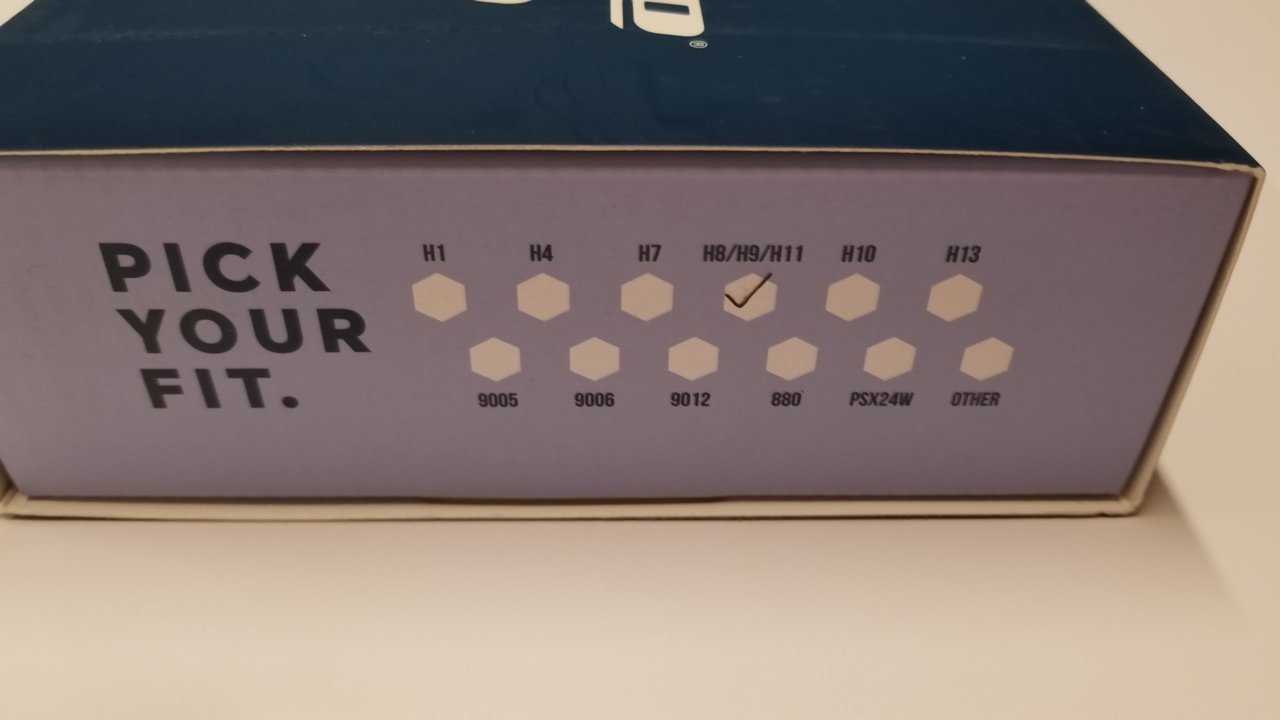 ®
PICK
YOUR
FIT.
H1 H4 H7 H8/H9/H11 H10 H13
9005 9006 9012 880 PSX24W OTHER